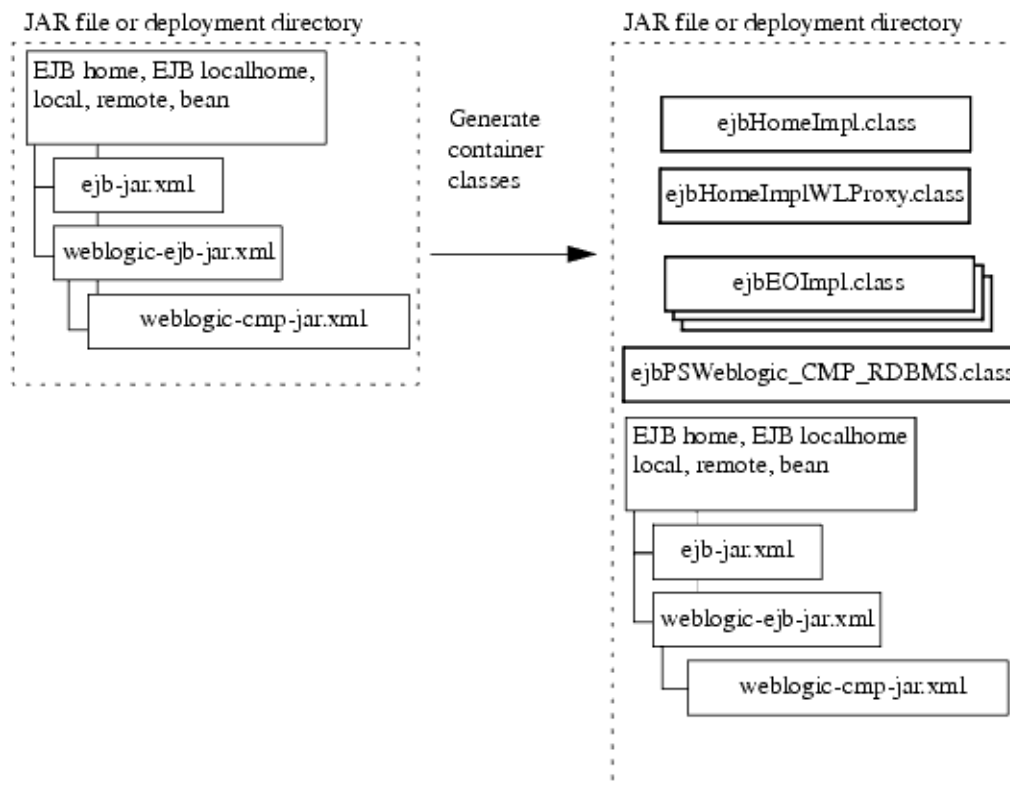 JAR file or deployment directory
EJB home, EJB localhome,
local, remote, bean
ejb-jar.xml
weblogic-ejb-jar.xml
weblogic-cmp-jar.xml
Generate
container
classes
JAR file or deployment directory
ejbHomeImpl.class
ejbHomeImplWLProxy.class
ejbEOImpl.class
ejbPSWeblogic_CMP_RDBMS.class
EJB home, EJB localhome
local, remote, bean
ejb-jar.xml
weblogic-ejb-jar.xml
weblogic-cmp-jar.xml